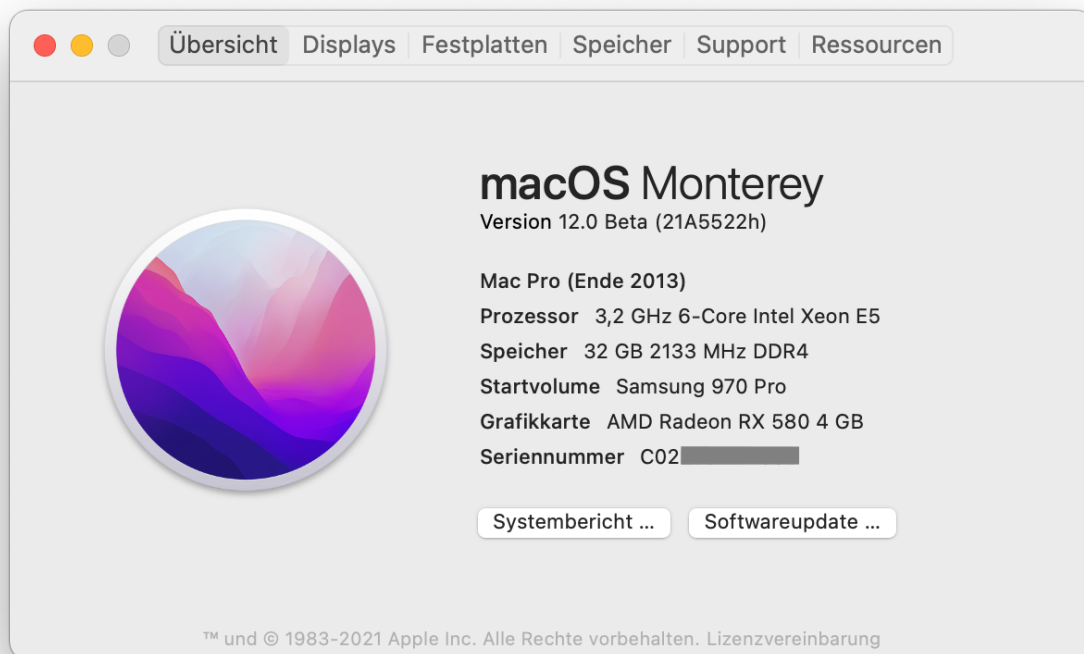 Übersicht Displays Festplatten Speicher Support Ressourcen
macOS Monterey
Version 12.0 Beta (21A5522h)
Mac Pro (Ende 2013)
Prozessor 3,2 GHz 6-Core Intel Xeon E5
Speicher 32 GB 2133 MHz DDR4
Startvolume Samsung 970 Pro
Grafikkarte AMD Radeon RX 580 4 GB
Seriennummer C02
Systembericht ... Softwareupdate ...
™ und © 1983-2021 Apple Inc. Alle Rechte vorbehalten. Lizenzvereinbarung